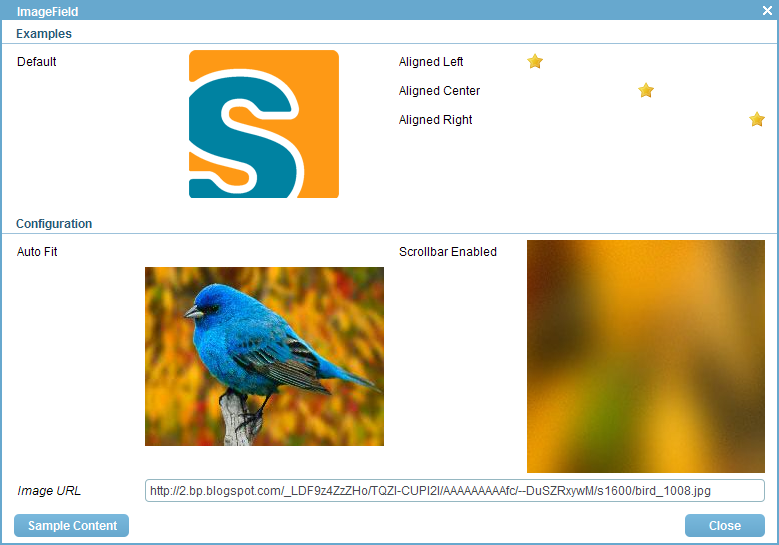 ImageField
Examples
Default
Aligned Left
Aligned Center
Aligned Right
Configuration
Auto Fit
Scrollbar Enabled
Image URL
http://2.bp.blogspot.com/_LDF9z4ZzZHo/TQZI-CUPI2I/AAAAAAAAAfc/--DuSZRxywM/s1600/bird_1008.jpg
Sample Content
Close